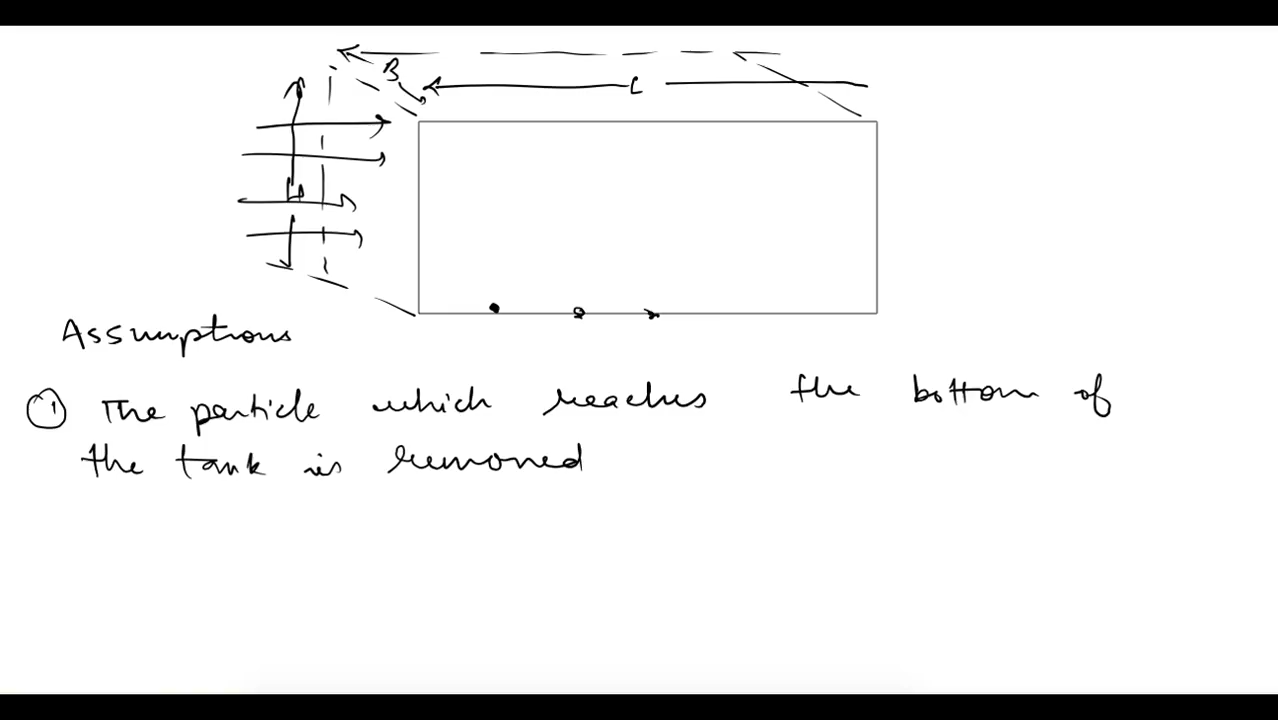 B
L
H
Assumptions
① The particle which reaches the bottom of
the tank is removed